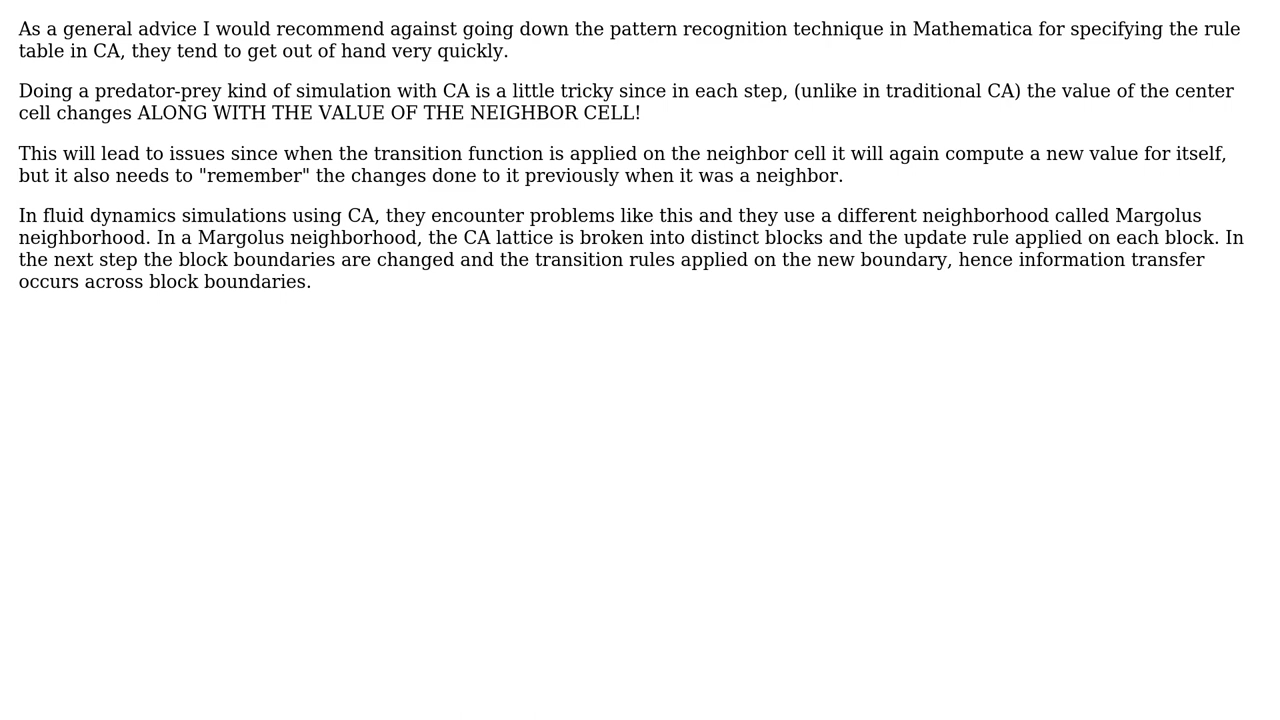 As a general advice I would recommend against going down the pattern recognition technique in Mathematica for specifying the rule
table in CA, they tend to get out of hand very quickly.
Doing a predator-prey kind of simulation with CA is a little tricky since in each step, (unlike in traditional CA) the value of the center
cell changes ALONG WITH THE VALUE OF THE NEIGHBOR CELL!
This will lead to issues since when the transition function is applied on the neighbor cell it will again compute a new value for itself,
but it also needs to "remember" the changes done to it previously when it was a neighbor.
In fluid dynamics simulations using CA, they encounter problems like this and they use a different neighborhood called Margolus
neighborhood. In a Margolus neighborhood, the CA lattice is broken into distinct blocks and the update rule applied on each block. In
the next step the block boundaries are changed and the transition rules applied on the new boundary, hence information transfer
occurs across block boundaries.